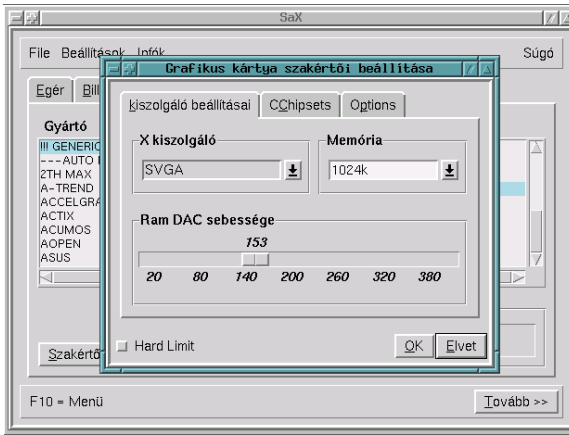 SaX
File Beállítások Infók Súgó
Grafikus kártya szakértői beállítása
Egér
kiszolgáló beállításai CChipsets Options
Gyártó
X kiszolgáló Memória
!!! GENERIC
---AUTO
2TH MAX
SVGA 1024k
A-TREND
ACCELGRA
ACTIX
ACUMOS
AOPEN
ASUS
Ram DAC sebessége
153
20 80 140 200 260 320 380
Hard Limit OK Elvet
F10 = Menü Tovább >>